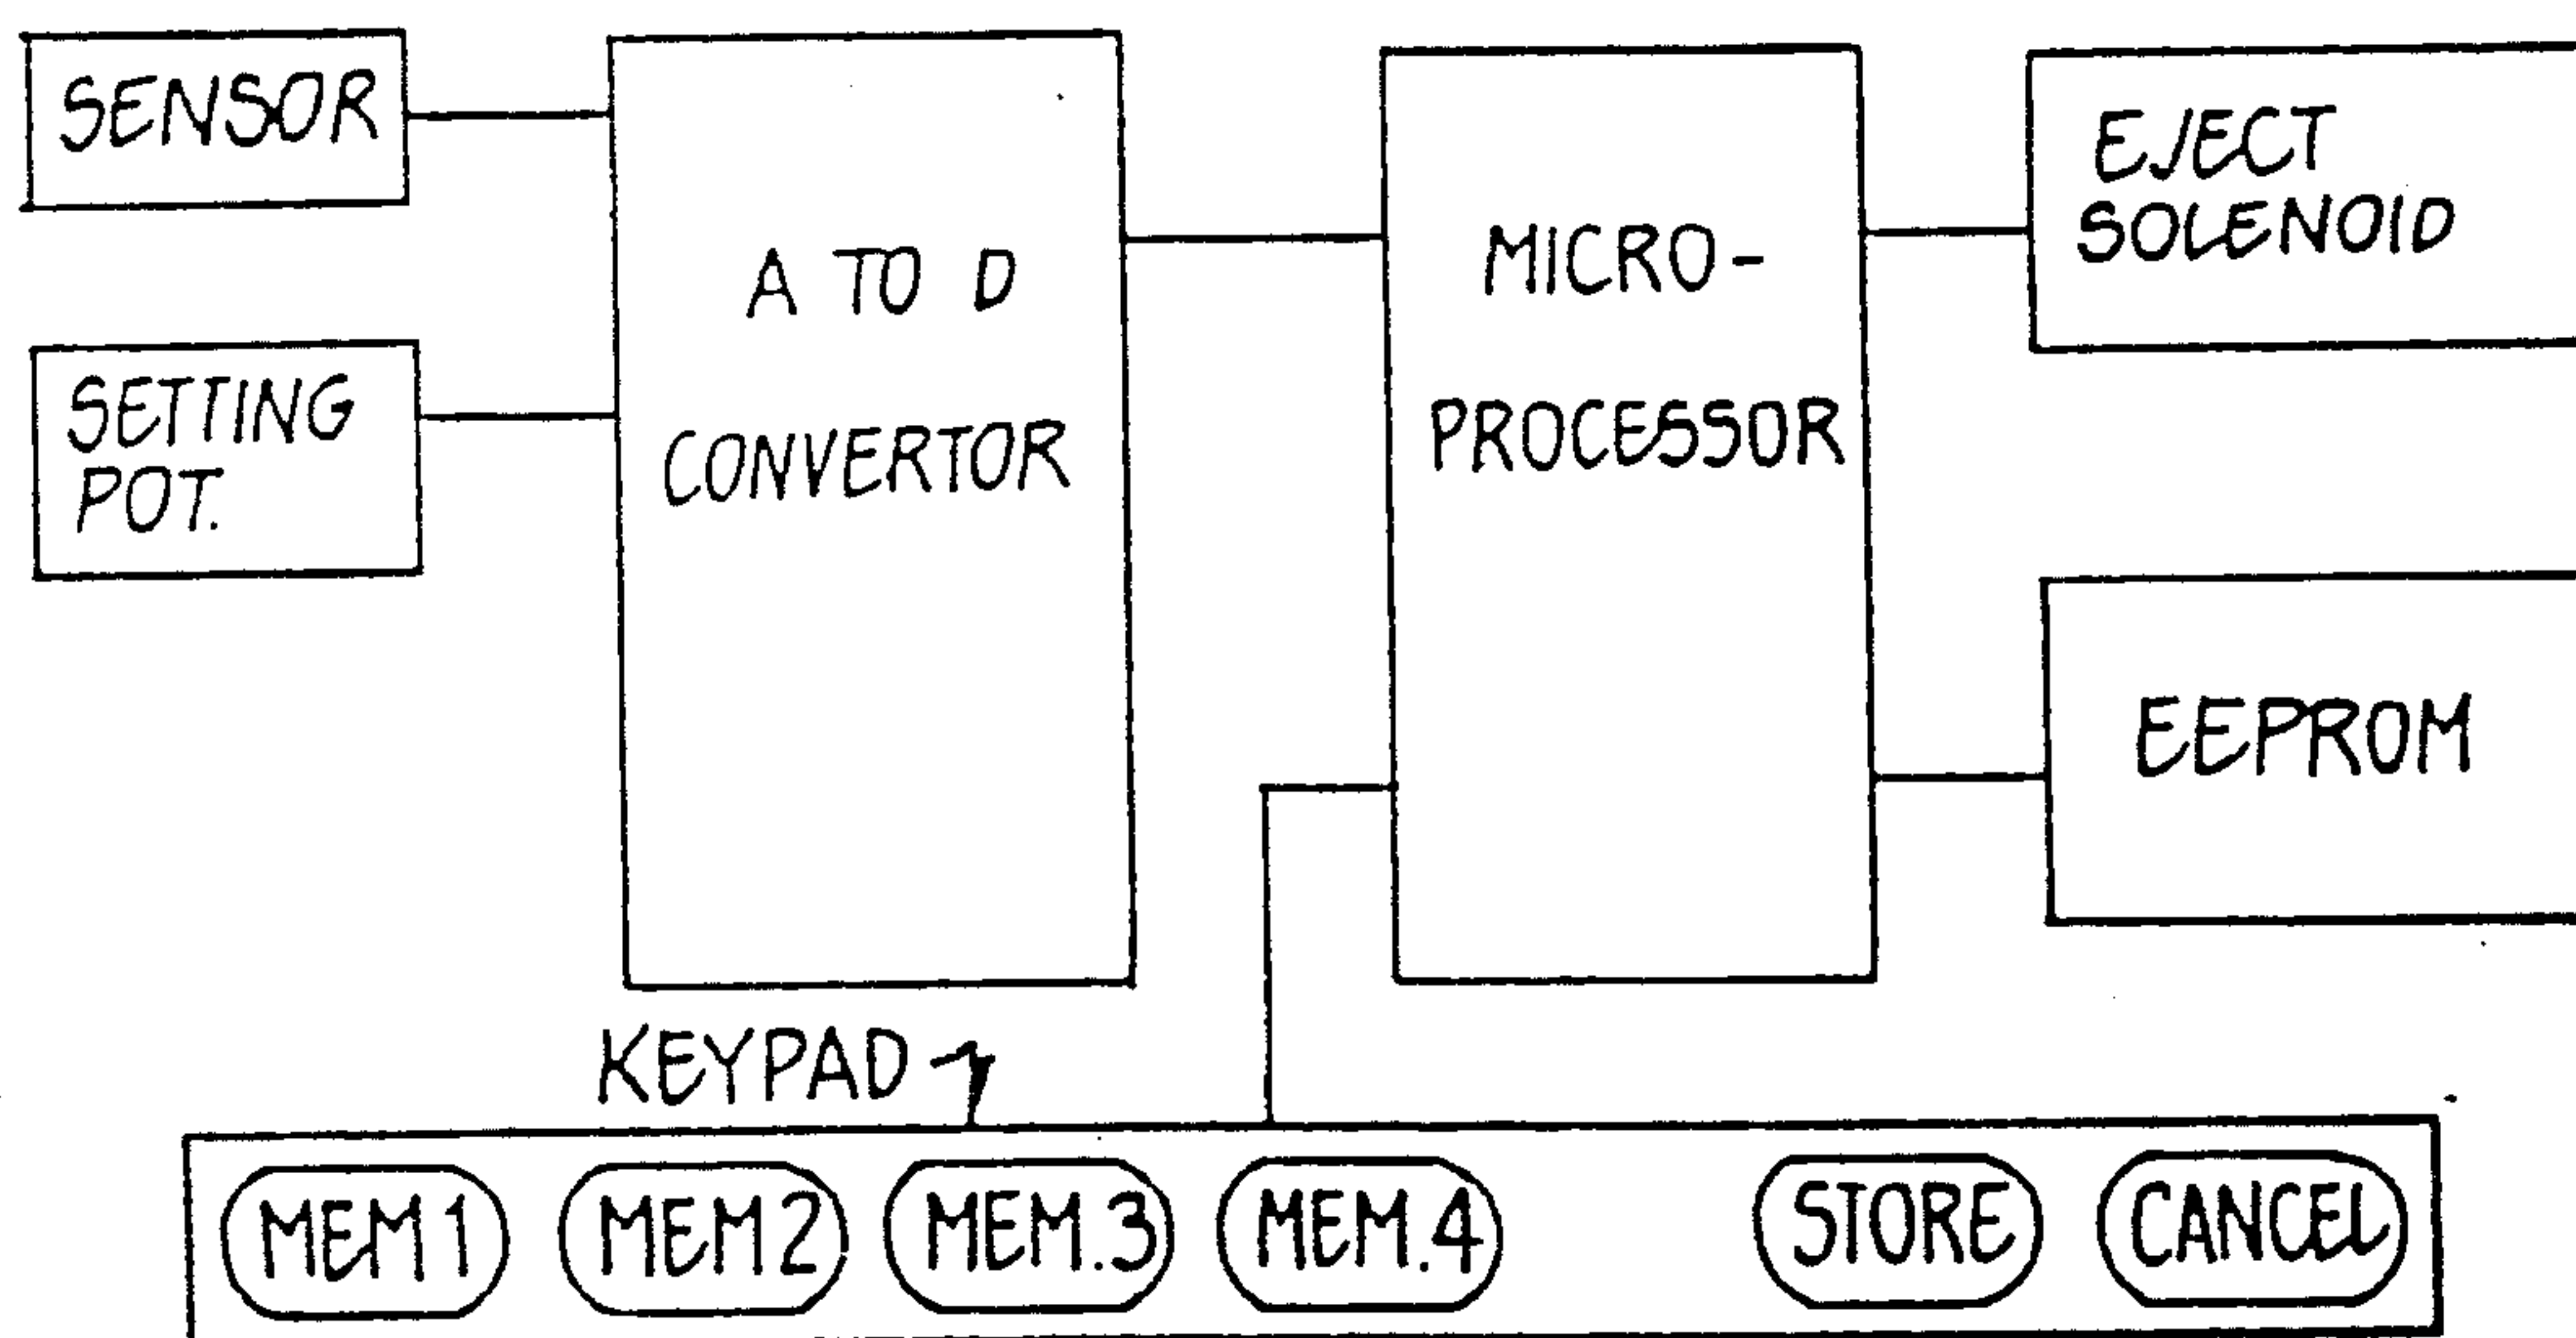 SENSOR
SETTING
POT.
A TO D
CONVERTOR
MICRO-
PROCESSOR
EJECT
SOLENOID
EEPROM
KEYPAD
MEM1
MEM2
MEM.3
MEM.4
STORE
CANCEL